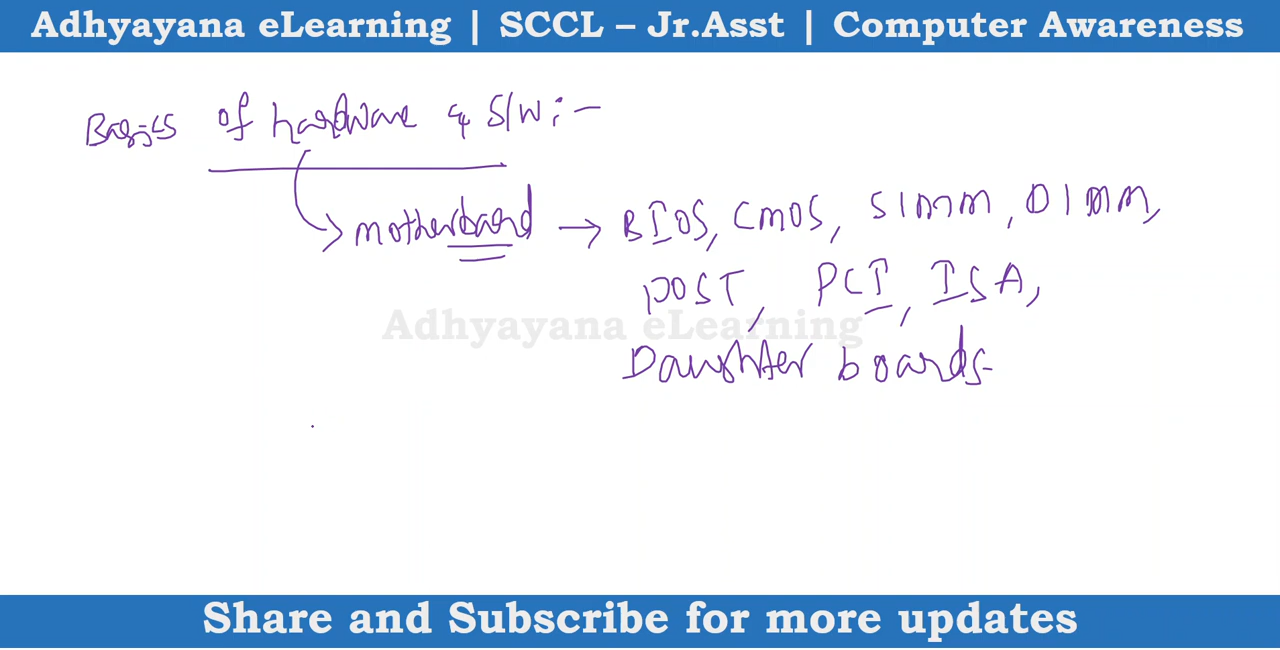 Adhyayana eLearning | SCCL – Jr.Asst | Computer Awareness
Basics of hardware & S/W :-
motherboard → BIOS, CMOS, SIMM, DIMM,
POST, PCI, ISA,
Adhyayana eLearning
Daughter boards
Share and Subscribe for more updates